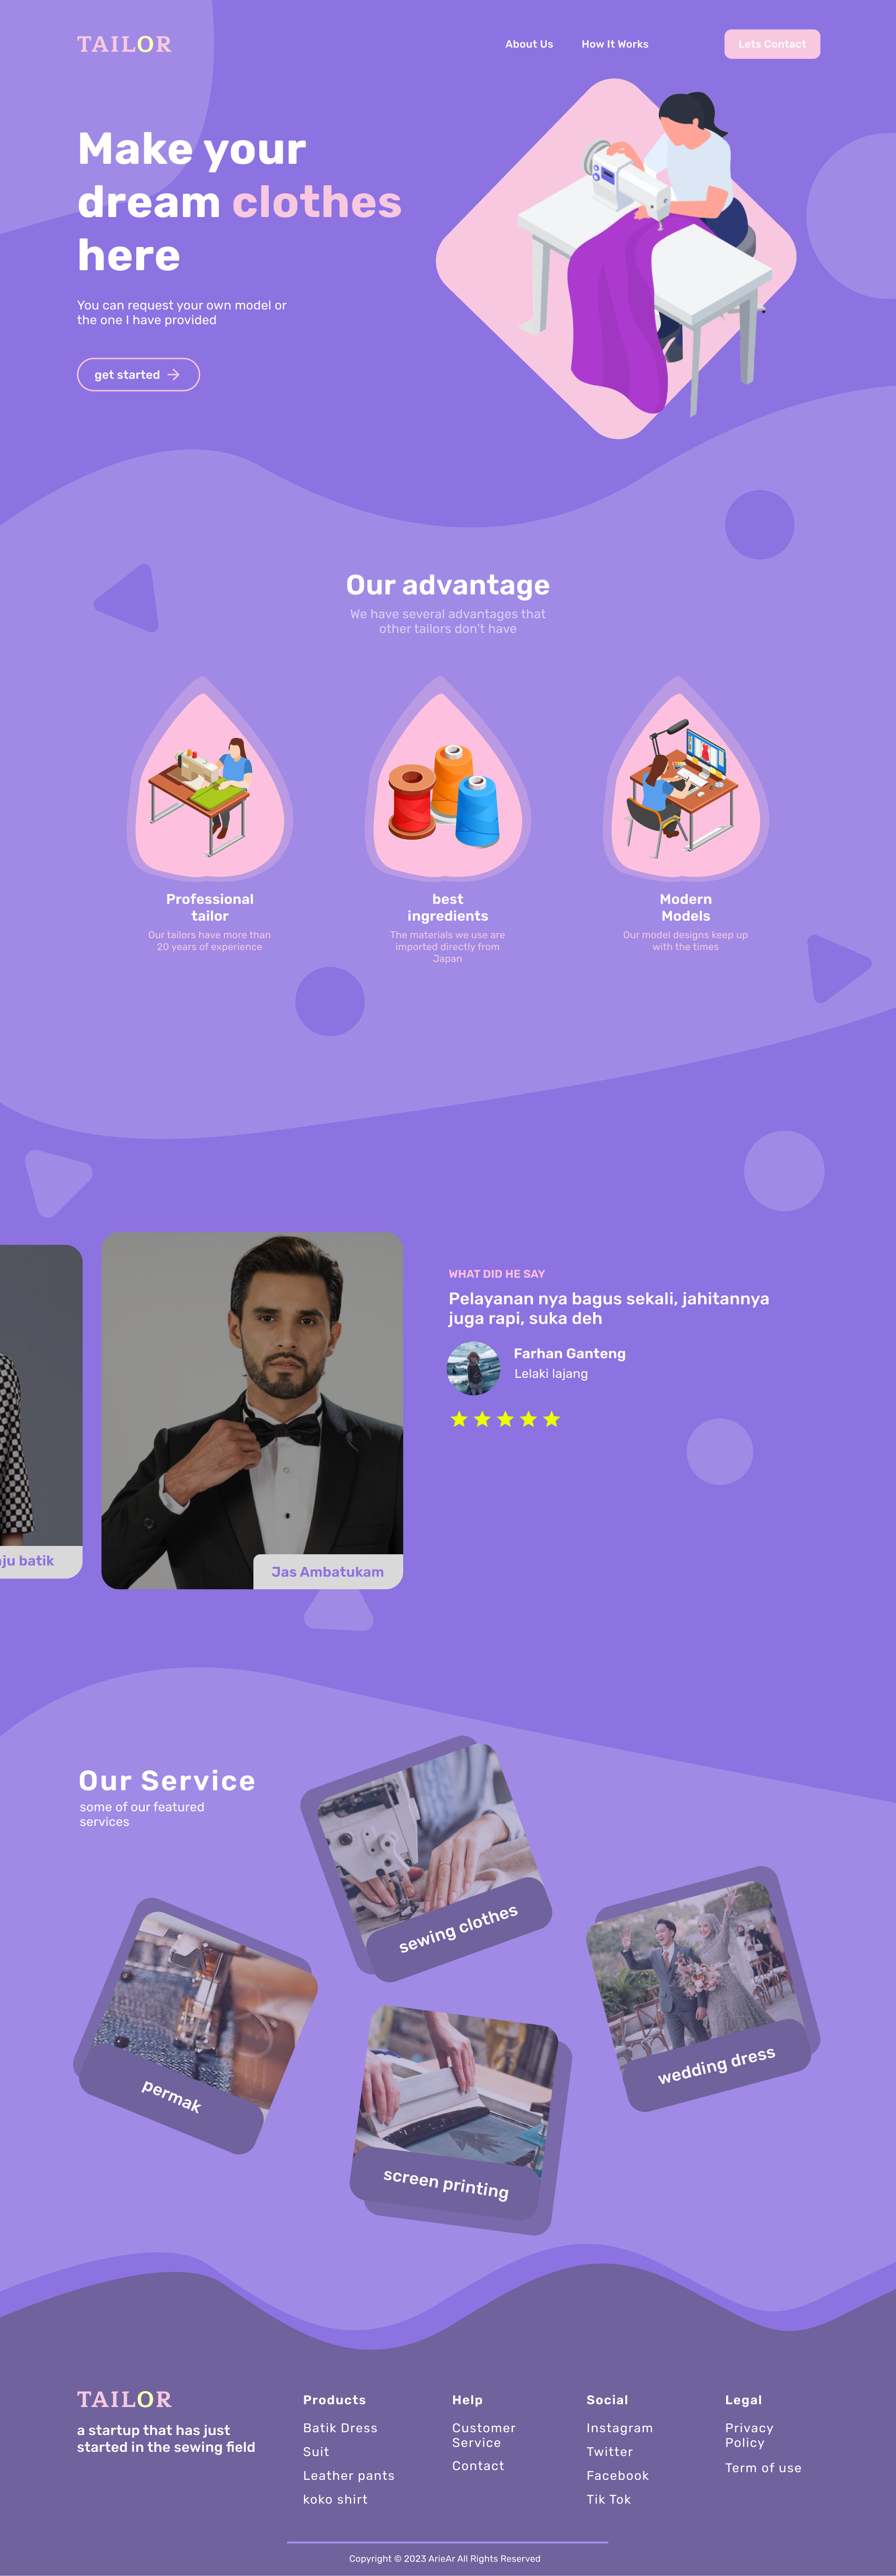 TAILOR
About Us
How It Works
Lets Contact
Make your
dream clothes
here
You can request your own model or
the one I have provided
get started
Our advantage
We have several advantages that
other tailors don't have
Professional
tailor
Our tailors have more than
20 years of experience
best
ingredients
The materials we use are
imported directly from
Japan
Modern
Models
Our model designs keep up
with the times
ju batik
Jas Ambatukam
WHAT DID HE SAY
Pelayanan nya bagus sekali, jahitannya
juga rapi, suka deh
Farhan Ganteng
Lelaki lajang
Our Service
some of our featured
services
sewing clothes
permak
wedding dress
screen printing
TAILOR
a startup that has just
started in the sewing field
Products
Batik Dress
Suit
Leather pants
koko shirt
Help
Customer
Service
Contact
Social
Instagram
Twitter
Facebook
Tik Tok
Legal
Privacy
Policy
Term of use
Copyright © 2023 ArieAr All Rights Reserved